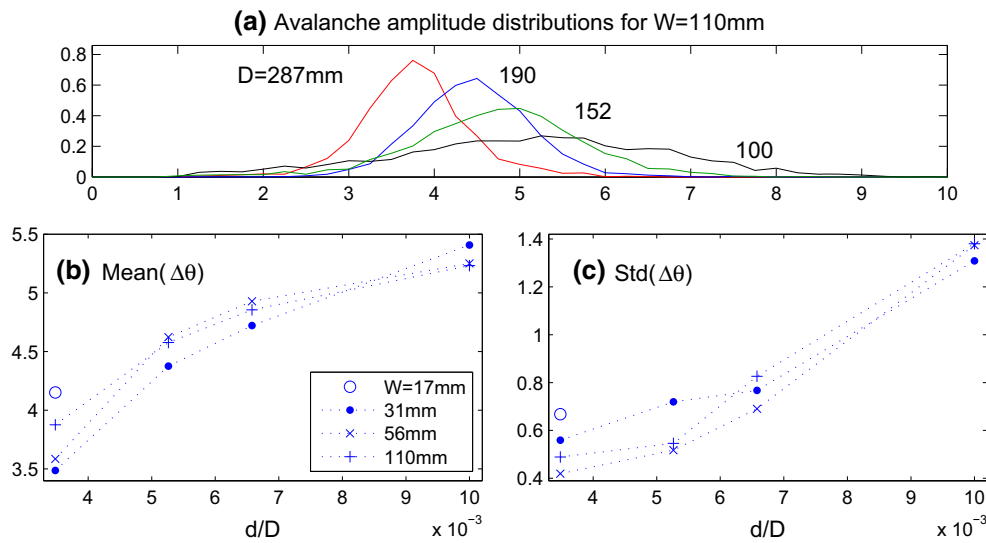 (a) Avalanche amplitude distributions for W=110mm
0.8
0.6
0.4
0.2
0
D=287mm
190
152
100
0 1 2 3 4 5 6 7 8 9 10
(b) Mean(Δθ)
5.5
5
4.5
4
3.5
W=17mm
31mm
56mm
110mm
4 5 6 7 8 9 10
x 10⁻³
d/D
(c) Std(Δθ)
1.4
1.2
1
0.8
0.6
0.4
4 5 6 7 8 9 10
x 10⁻³
d/D